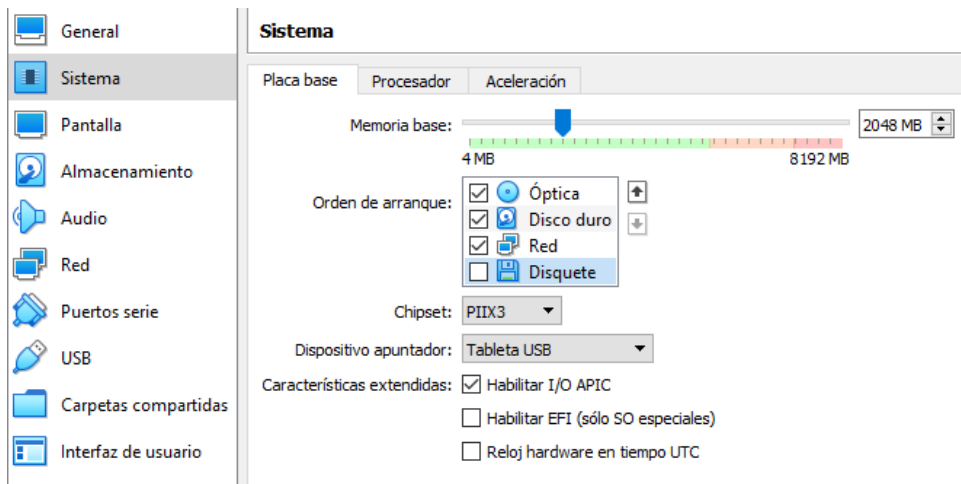 General
Sistema
Pantalla
Almacenamiento
Audio
Red
Puertos serie
USB
Carpetas compartidas
Interfaz de usuario
Sistema
Placa base Procesador Aceleración
Memoria base: 2048 MB
4 MB 8192 MB
Orden de arranque:
Óptica
Disco duro
Red
Disquete
Chipset: PIIX3
Dispositivo apuntador: Tableta USB
Características extendidas: Habilitar I/O APIC
Habilitar EFI (sólo SO especiales)
Reloj hardware en tiempo UTC